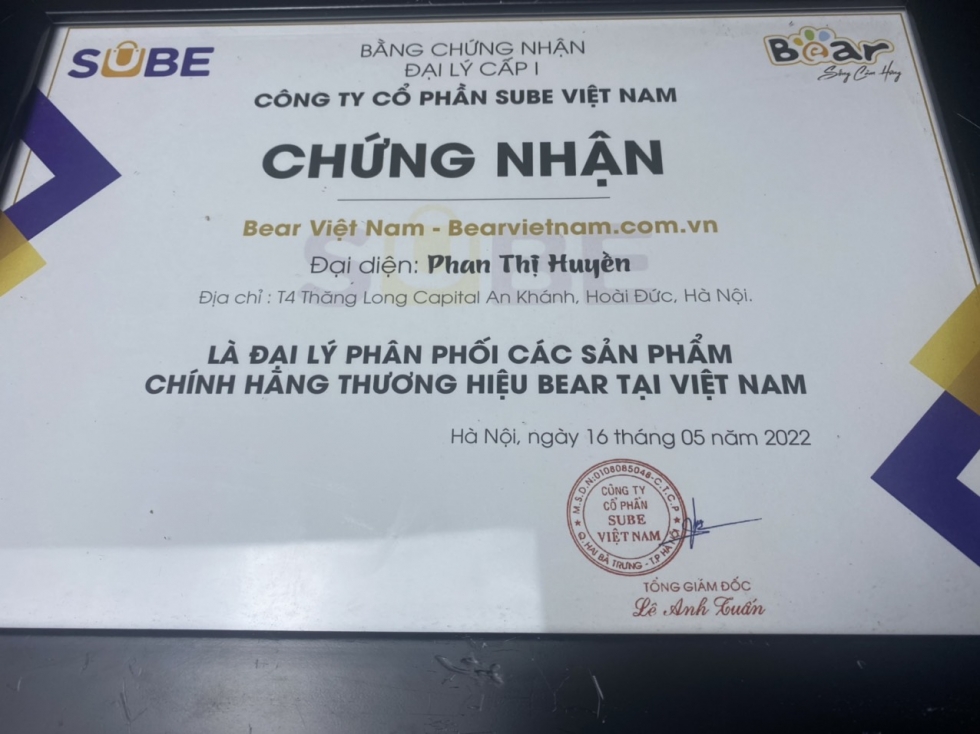 SUBE
BẰNG CHỨNG NHẬN
ĐẠI LÝ CẤP I
CÔNG TY CỔ PHẦN SUBE VIỆT NAM
Bear
Sống Cân Hứng
CHỨNG NHẬN
SUBE
Bear Việt Nam - Bearvietnam.com.vn
Đại diện: Phan Thị Huyền
Địa chỉ : T4 Thăng Long Capital An Khánh, Hoài Đức, Hà Nội.
LÀ ĐẠI LÝ PHÂN PHỐI CÁC SẢN PHẨM
CHÍNH HÃNG THƯƠNG HIỆU BEAR TẠI VIỆT NAM
Hà Nội, ngày 16 tháng 05 năm 2022
M.S.D.N:0108085048-C.T.C.P
CÔNG TY
CỔ PHẦN
SUBE
VIỆT NAM
Q.HAI BÀ TRƯNG - T.P HÀ NỘI
TỔNG GIÁM ĐỐC
Lê Anh Tuấn